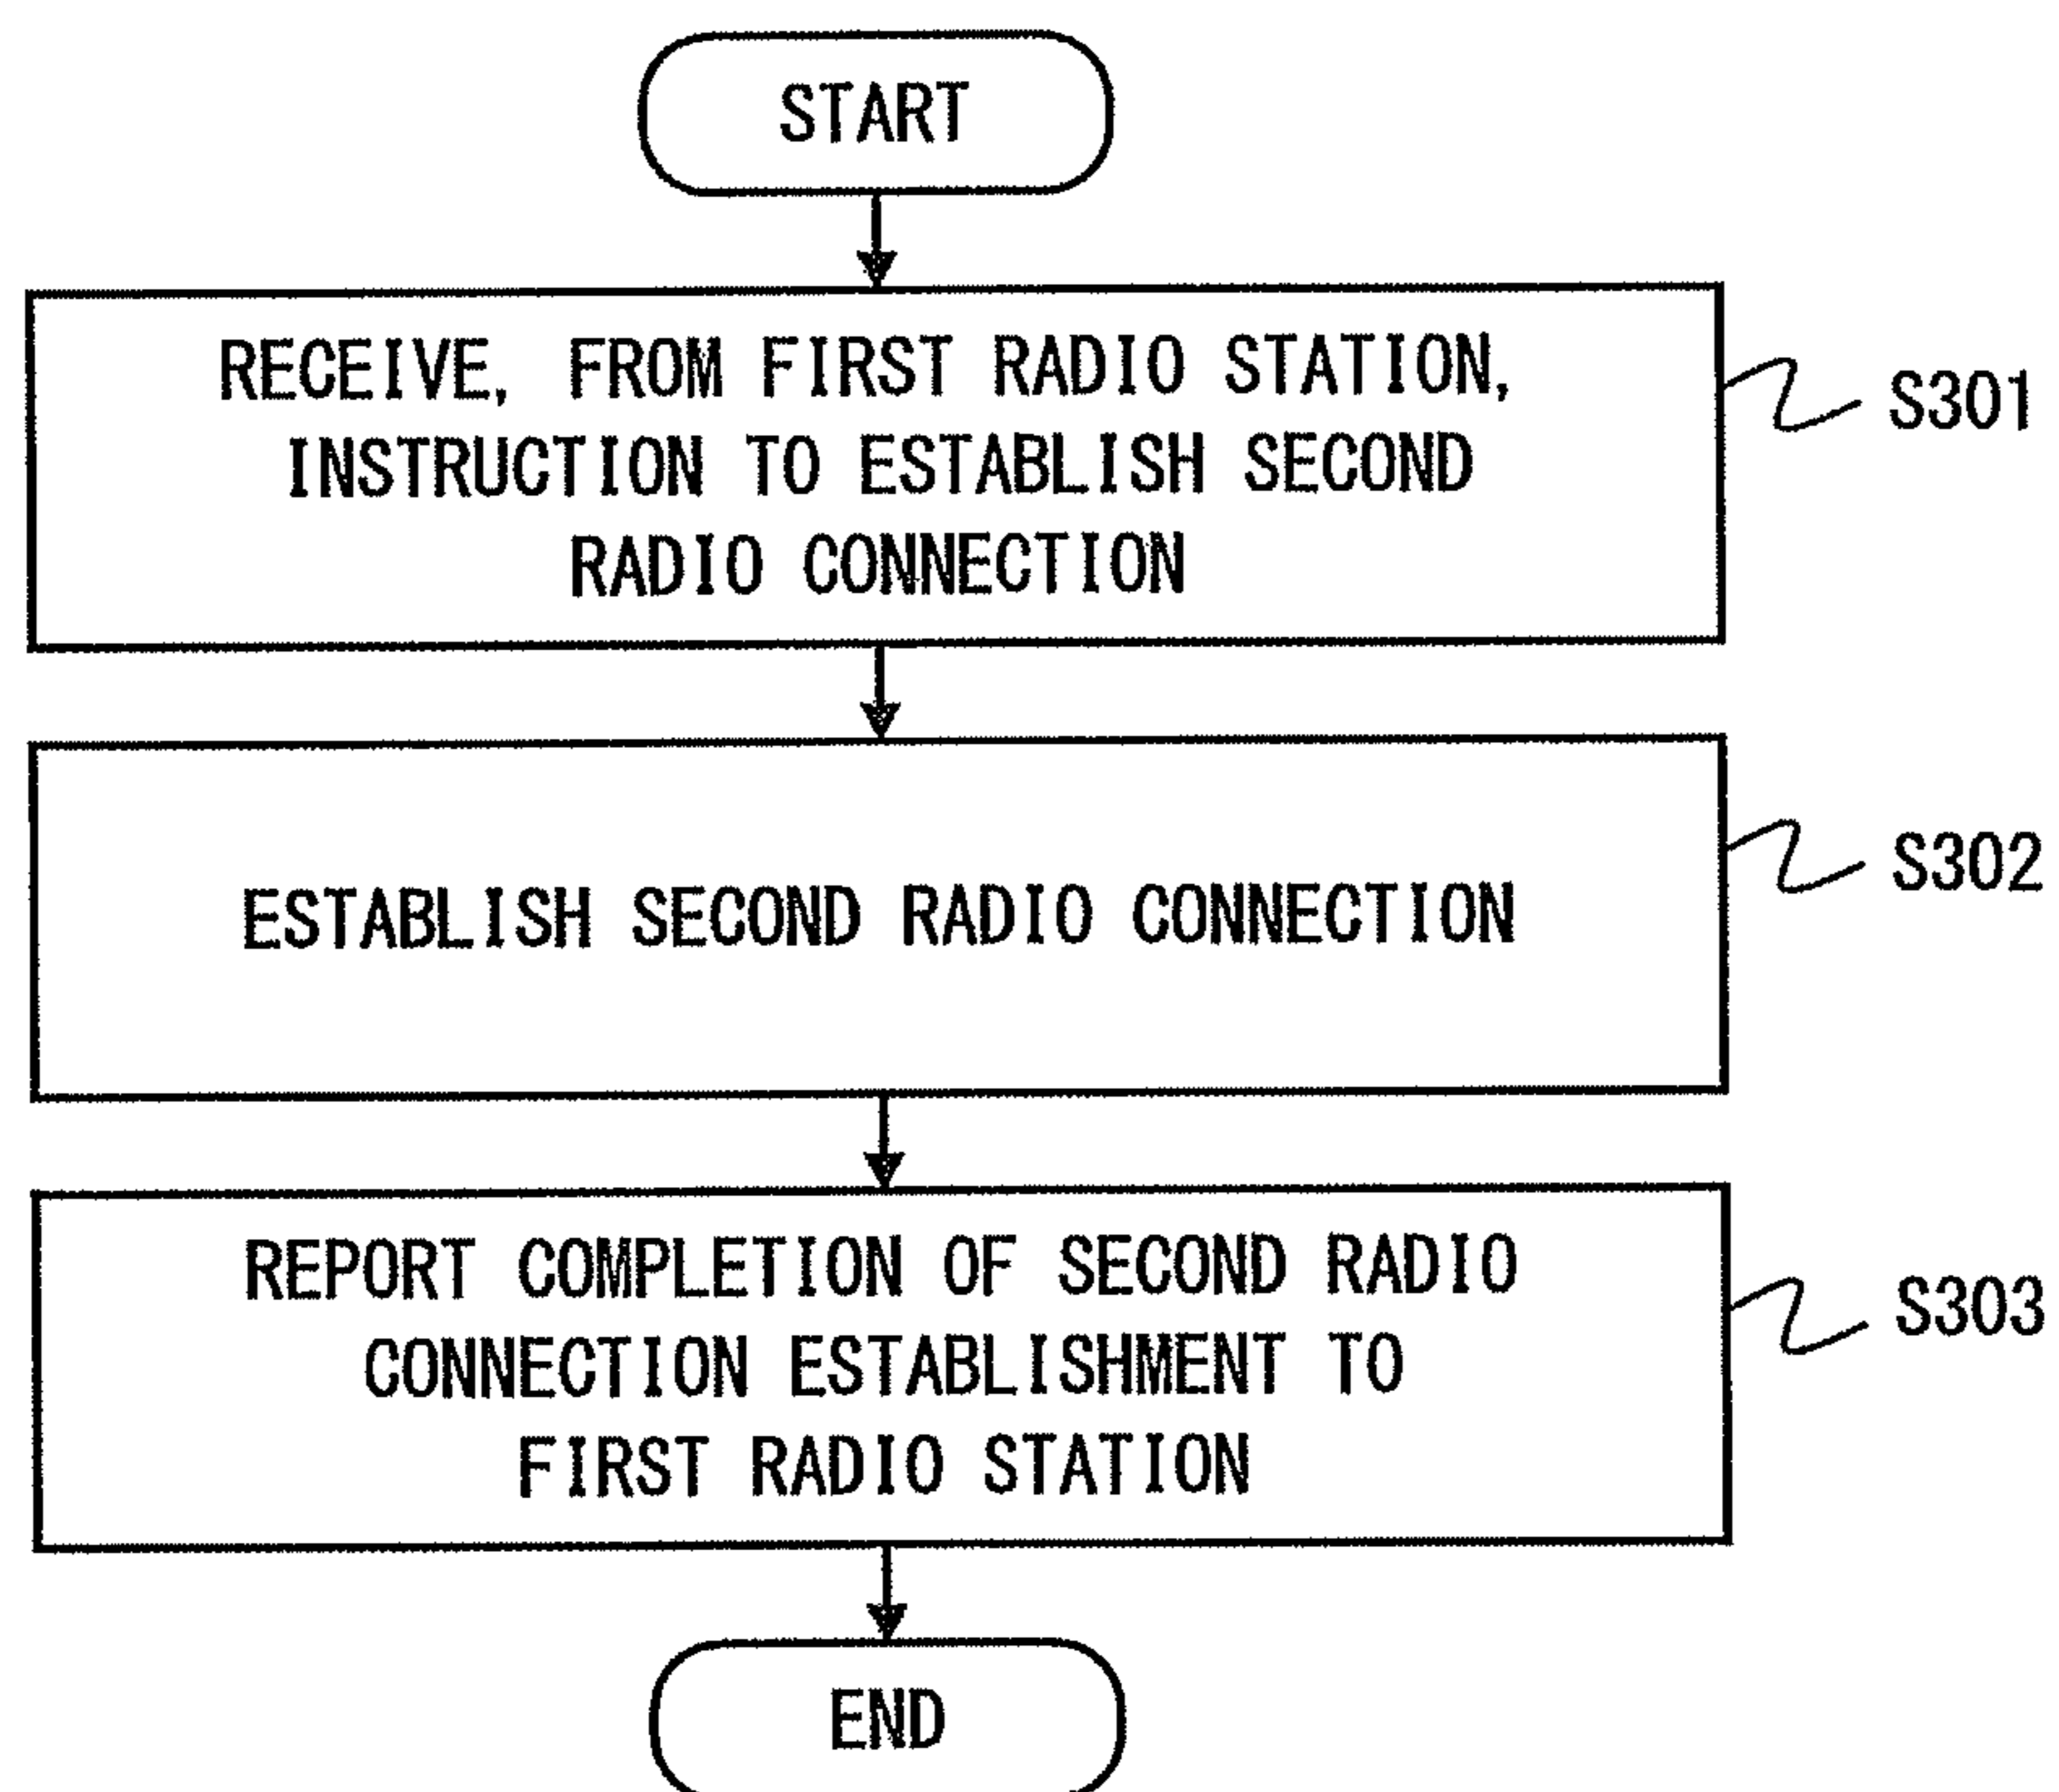 START
RECEIVE, FROM FIRST RADIO STATION,
INSTRUCTION TO ESTABLISH SECOND
RADIO CONNECTION
S301
ESTABLISH SECOND RADIO CONNECTION
S302
REPORT COMPLETION OF SECOND RADIO
CONNECTION ESTABLISHMENT TO
FIRST RADIO STATION
S303
END